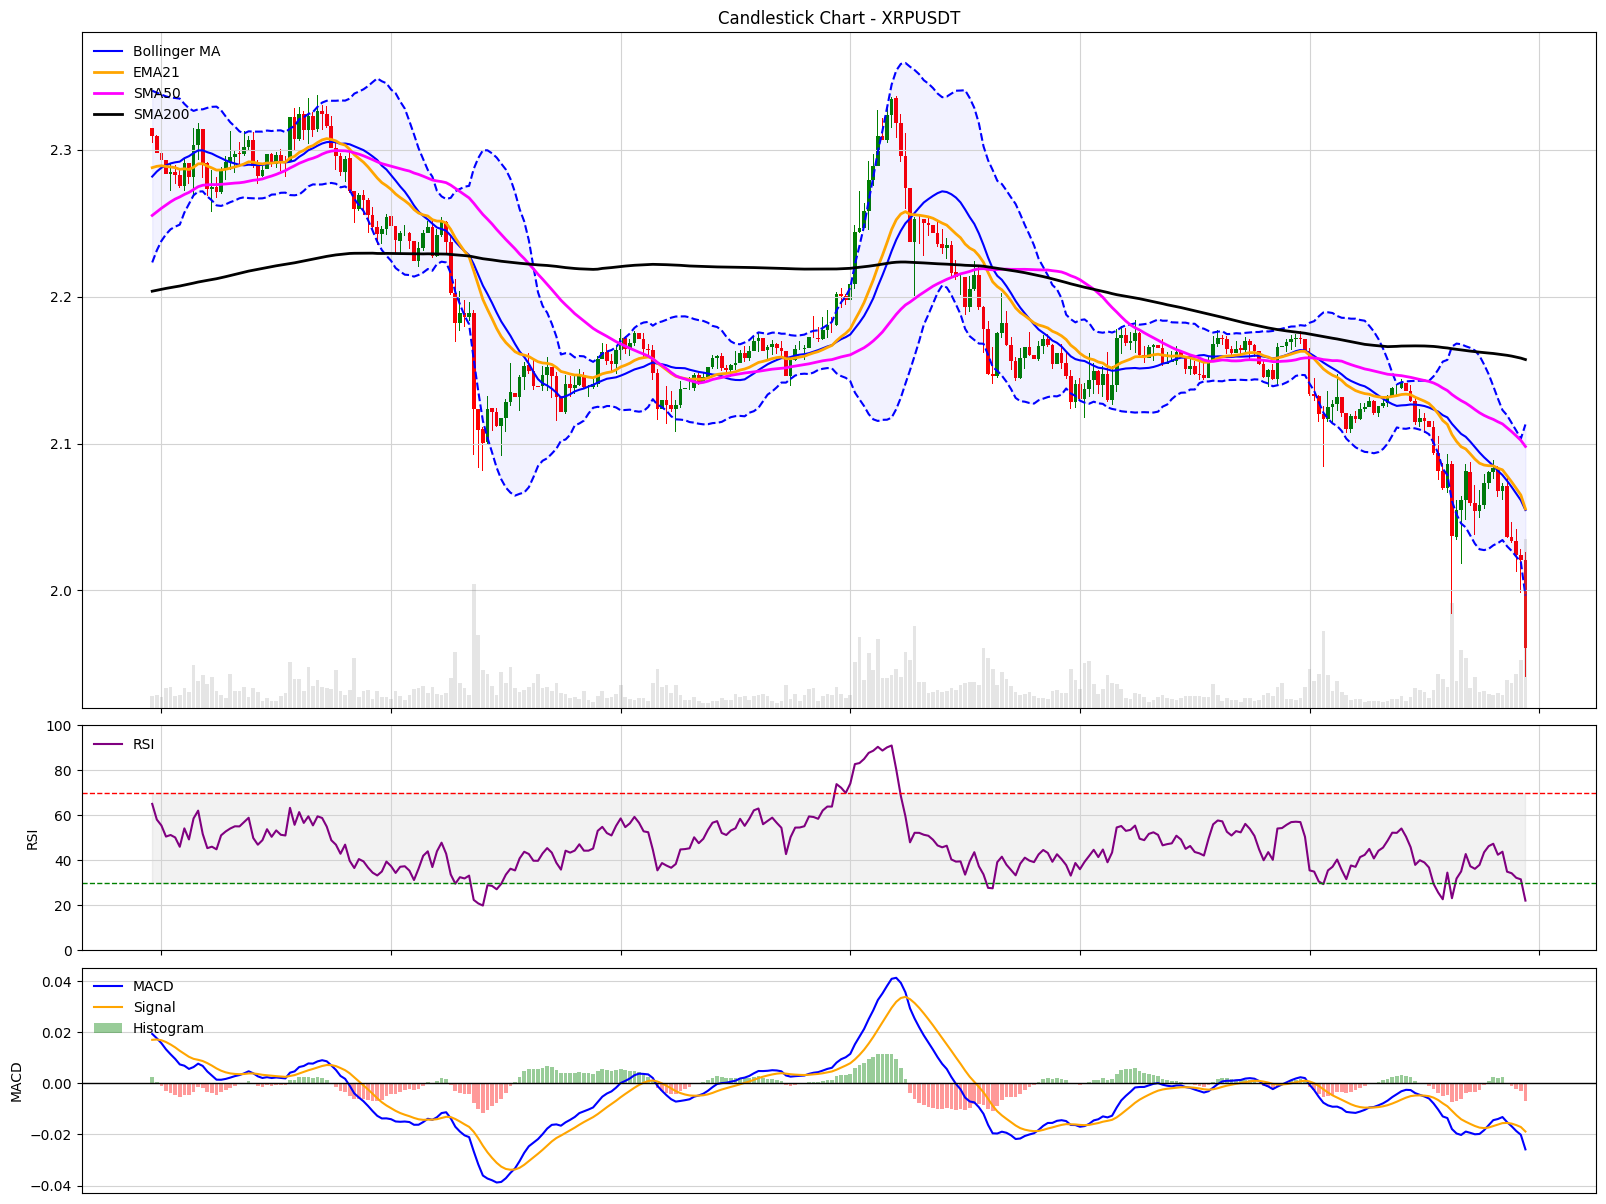 Candlestick Chart - XRPUSDT
Bollinger MA
EMA21
SMA50
SMA200
2.3
2.2
2.1
2.0
100
RSI
80
60
RSI
40
20
0
0.04
MACD
Signal
Histogram
0.02
MACD
0.00
−0.02
−0.04